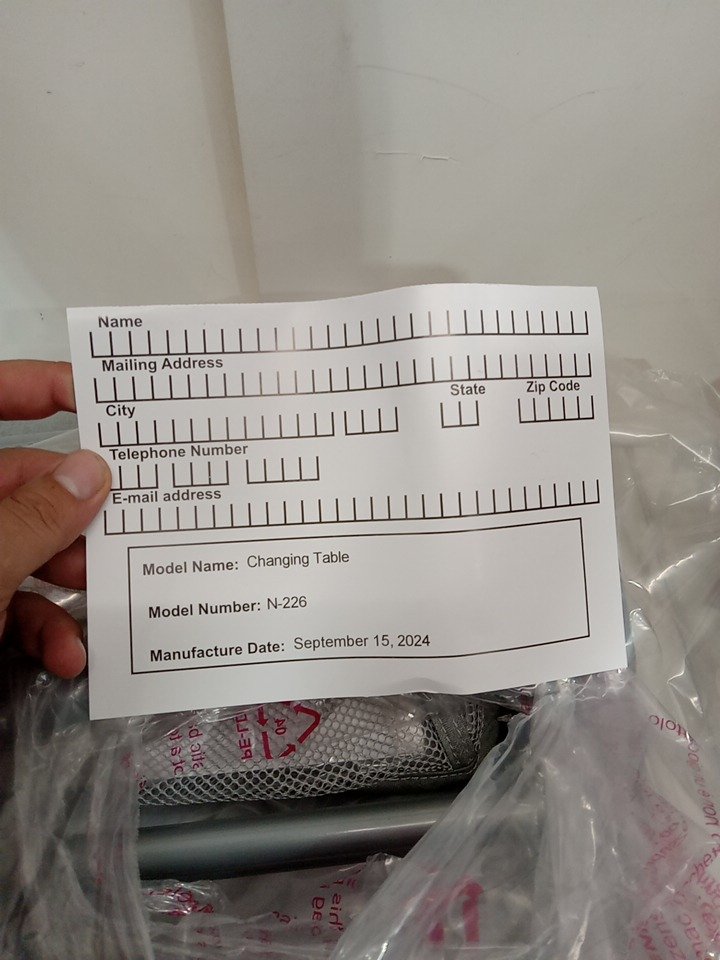 Name
Mailing Address
City State Zip Code
Telephone Number
E-mail address
Model Name: Changing Table
Model Number: N-226
Manufacture Date: September 15, 2024